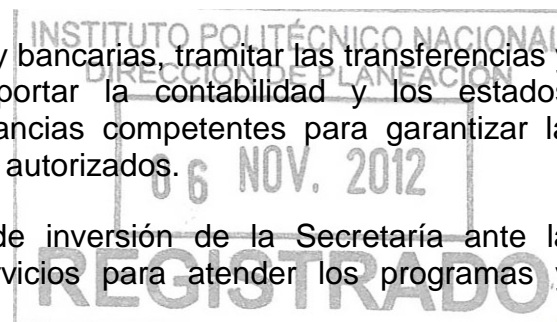 INSTITUTO POLITÉCNICO NACIONAL
y bancarias, tramitar las transferencias y
DIRECCIÓN DE PLANEACIÓN
portar la contabilidad y los estados
ancias competentes para garantizar la
autorizados.
06 NOV. 2012
de inversión de la Secretaría ante la
rvicios para atender los programas y
REGISTRADO